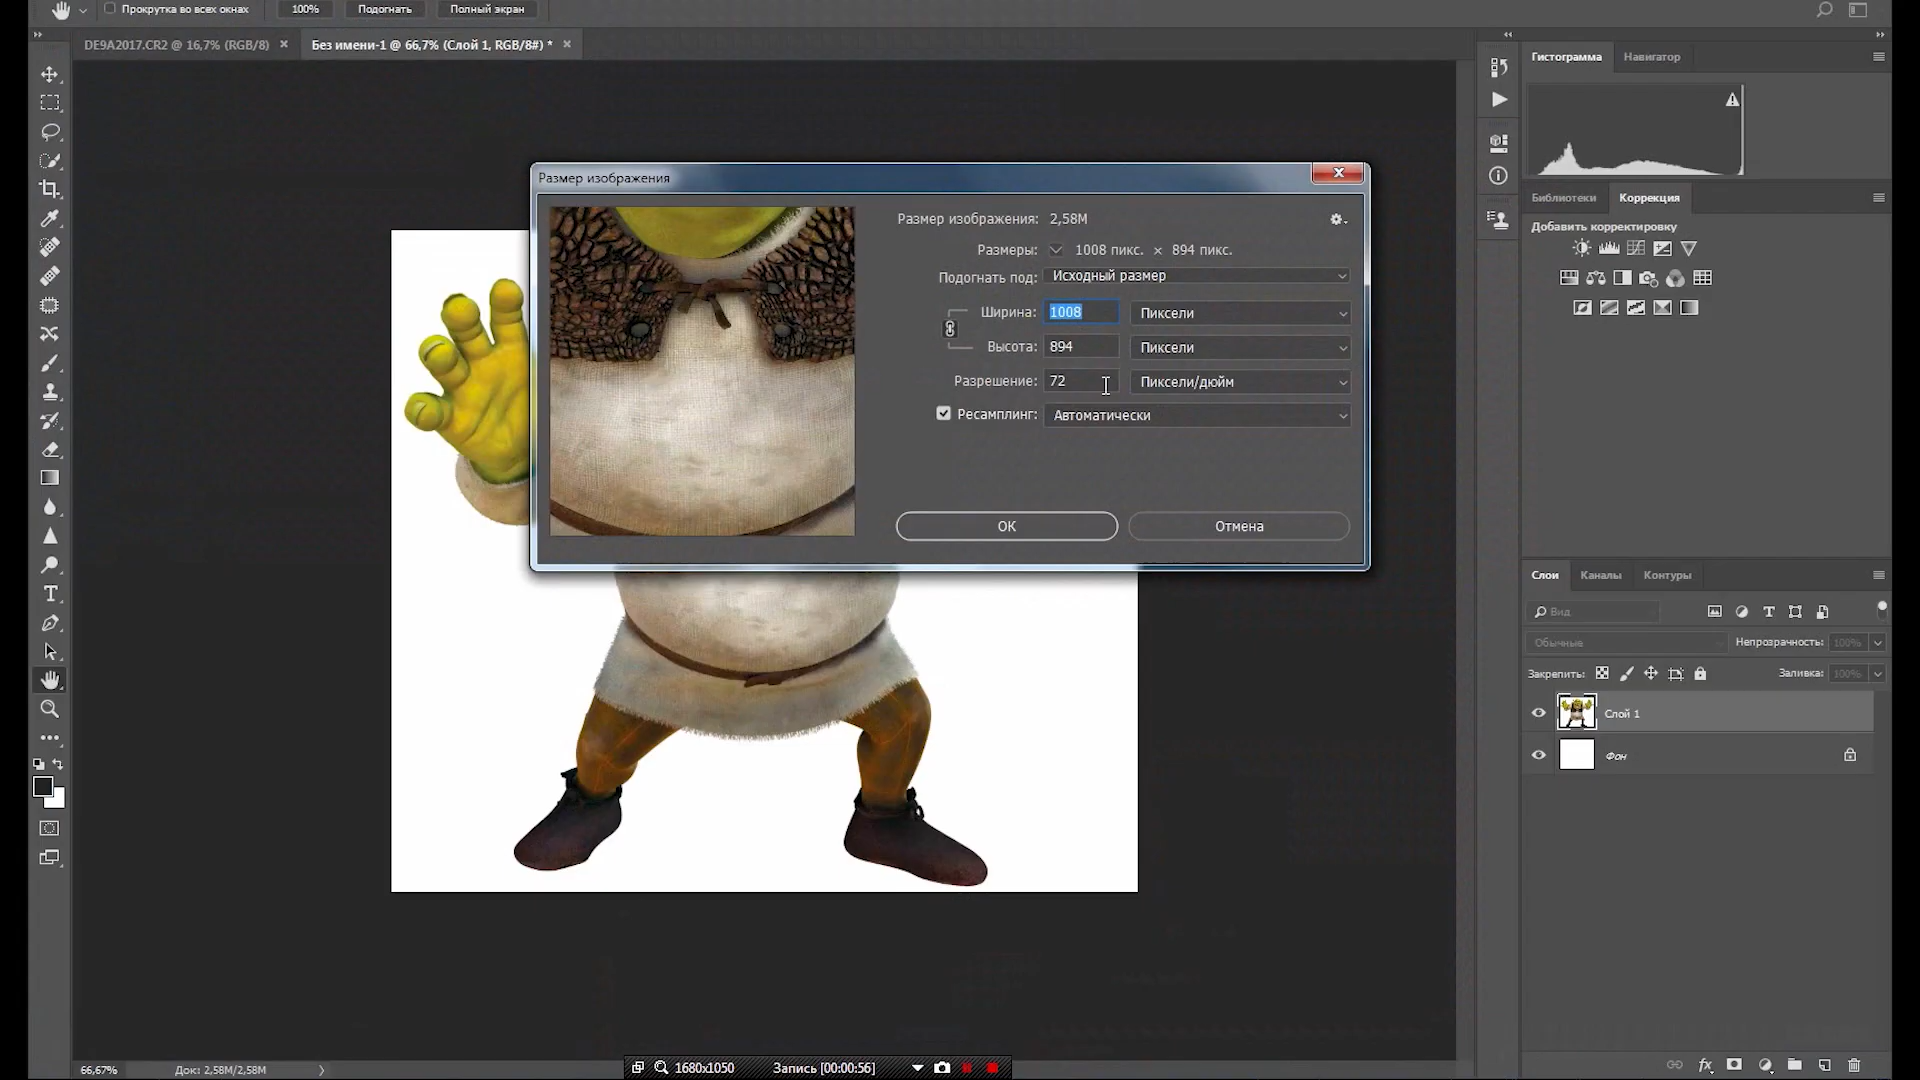 Прокрутка во всех окнах
100%
Подогнать
Полный экран
DE9A2017.CR2 @ 16,7% (RGB/8)
Без имени-1 @ 66,7% (Слой 1, RGB/8#) *
Гистограмма
Навигатор
Размер изображения
Размер изображения: 2,58M
Размеры: 1008 пикс. × 894 пикс.
Подогнать под: Исходный размер
Ширина: 1008 Пиксели
Высота: 894 Пиксели
Разрешение: 72 Пиксели/дюйм
Ресамплинг: Автоматически
ОК
Отмена
Библиотеки
Коррекция
Добавить корректировку
Слои
Каналы
Контуры
Вид
Обычные
Непрозрачность: 100%
Закрепить:
Заливка: 100%
Слой 1
Фон
66,67%
Док: 2,58M/2,58M
1680x1050
Запись [00:00:56]